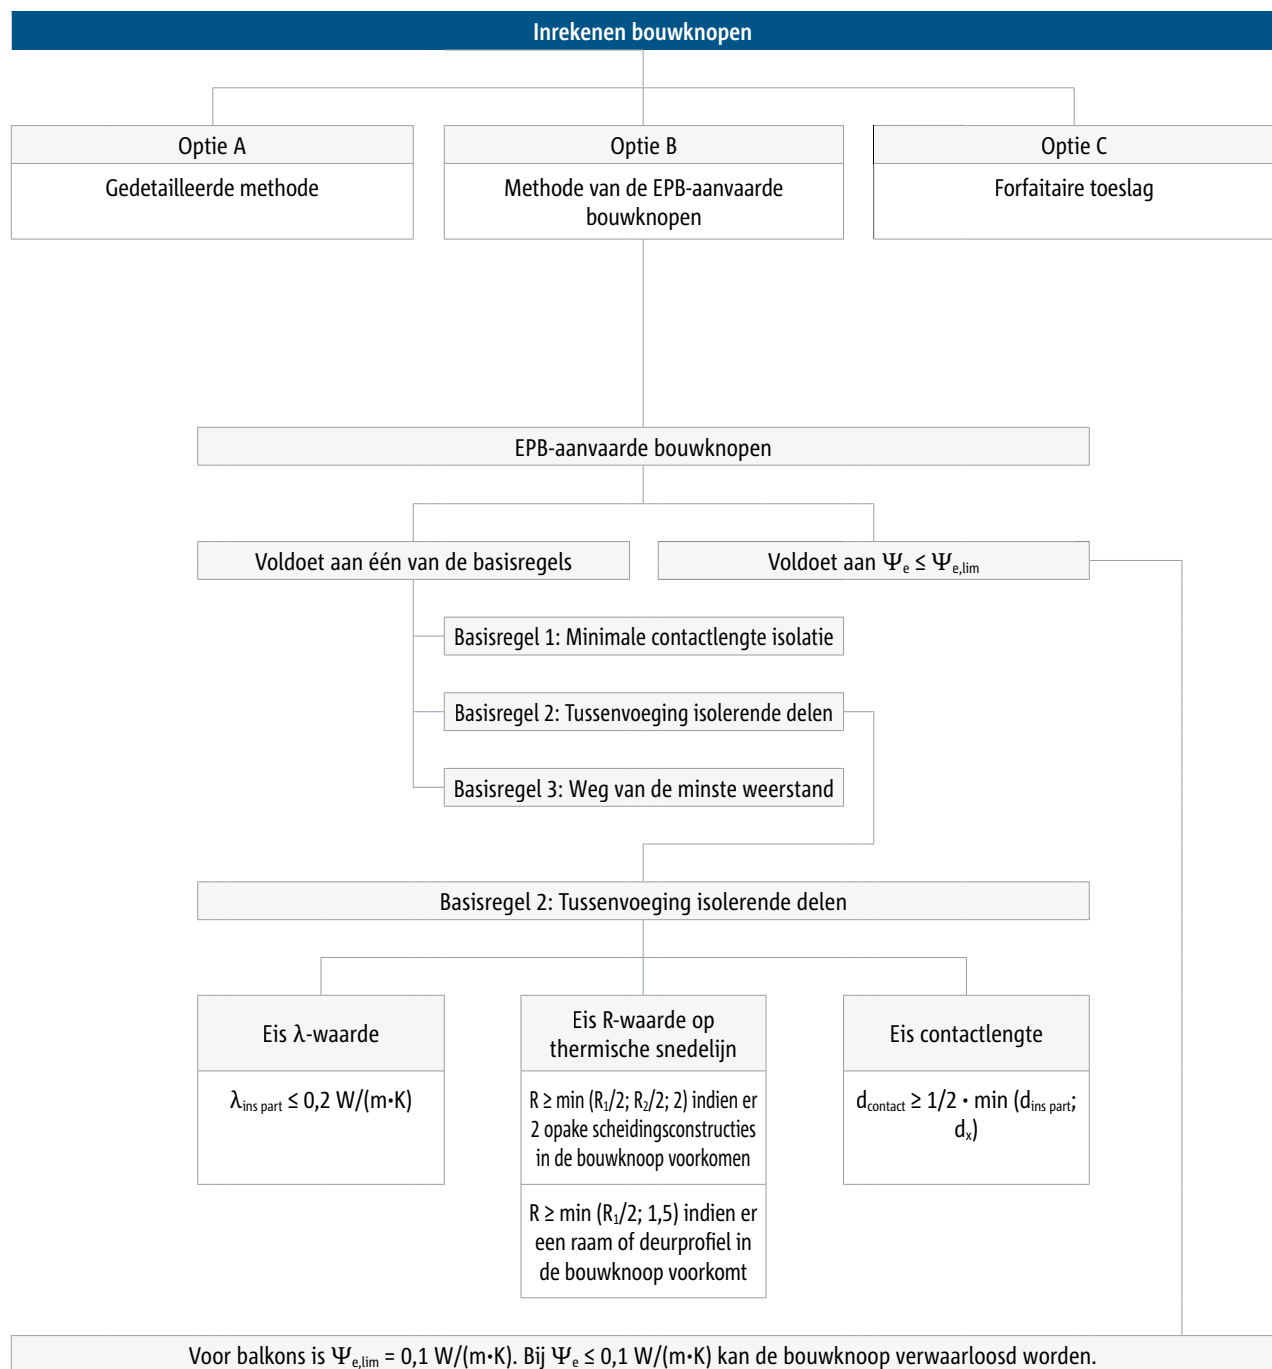 Inrekenen bouwknopen
Optie A
Gedetailleerde methode
Optie B
Methode van de EPB-aanvaarde
bouwknopen
Optie C
Forfaitaire toeslag
EPB-aanvaarde bouwknopen
Voldoet aan één van de basisregels
Voldoet aan Ψe ≤ Ψe,lim
Basisregel 1: Minimale contactlengte isolatie
Basisregel 2: Tussenvoeging isolerende delen
Basisregel 3: Weg van de minste weerstand
Basisregel 2: Tussenvoeging isolerende delen
Eis λ-waarde
λins part ≤ 0,2 W/(m•K)
Eis R-waarde op
thermische snedelijn
R ≥ min (R1/2; R2/2; 2) indien er
2 opake scheidingsconstructies
in de bouwknoop voorkomen
R ≥ min (R1/2; 1,5) indien er
een raam of deurprofiel in
de bouwknoop voorkomt
Eis contactlengte
dcontact ≥ 1/2 • min (dins part;
dx)
Voor balkons is Ψe,lim = 0,1 W/(m•K). Bij Ψe ≤ 0,1 W/(m•K) kan de bouwknoop verwaarloosd worden.